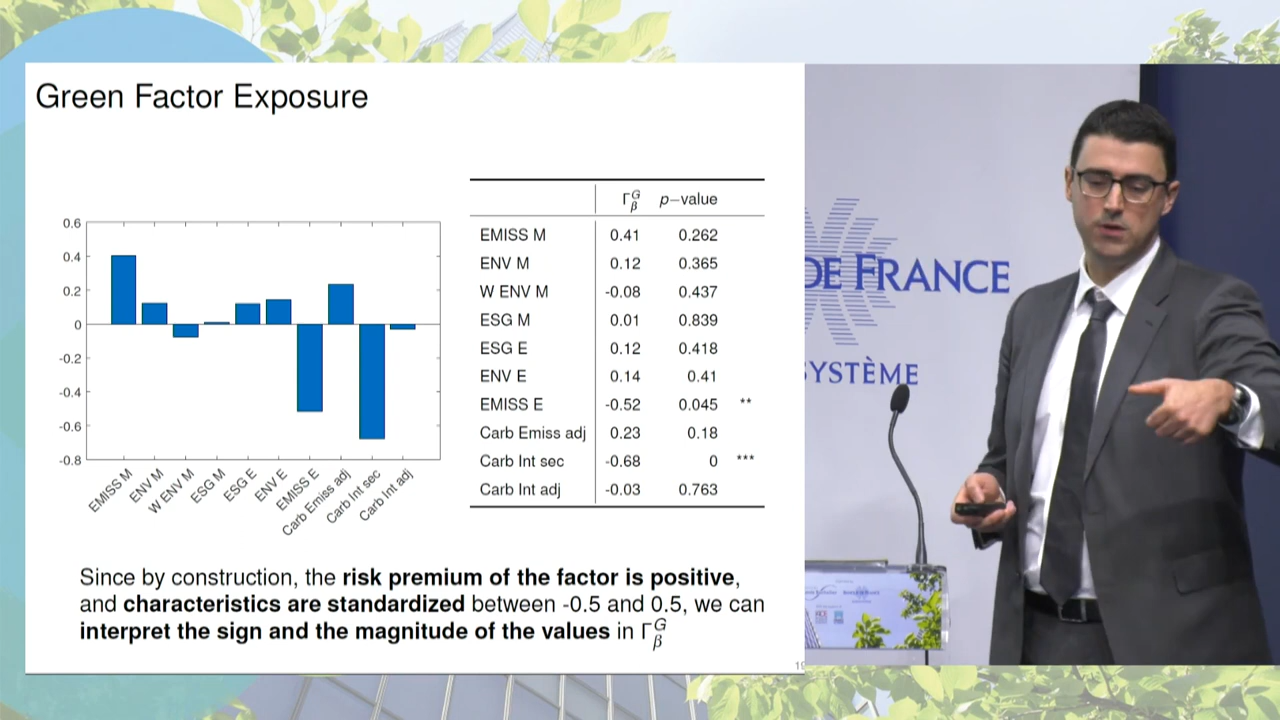 Green Factor Exposure
0.6
0.4
0.2
0
-0.2
-0.4
-0.6
-0.8
EMISS M
ENV M
W ENV M
ESG M
ESG E
ENV E
EMISS E
Carb Emiss adj
Carb Int sec
Carb Int adj
Γ^G_β p−value
EMISS M 0.41 0.262
ENV M 0.12 0.365
W ENV M 0.08 0.437
ESG M 0.01 0.839
ESG E 0.12 0.418
ENV E 0.14 0.41
EMISS E -0.52 0.045 **
Carb Emiss adj 0.23 0.18
Carb Int sec -0.68 0 ***
Carb Int adj -0.03 0.763
Since by construction, the risk premium of the factor is positive,
and characteristics are standardized between -0.5 and 0.5, we can
interpret the sign and the magnitude of the values in Γ^G_β
DE FRANCE
SYSTÈME